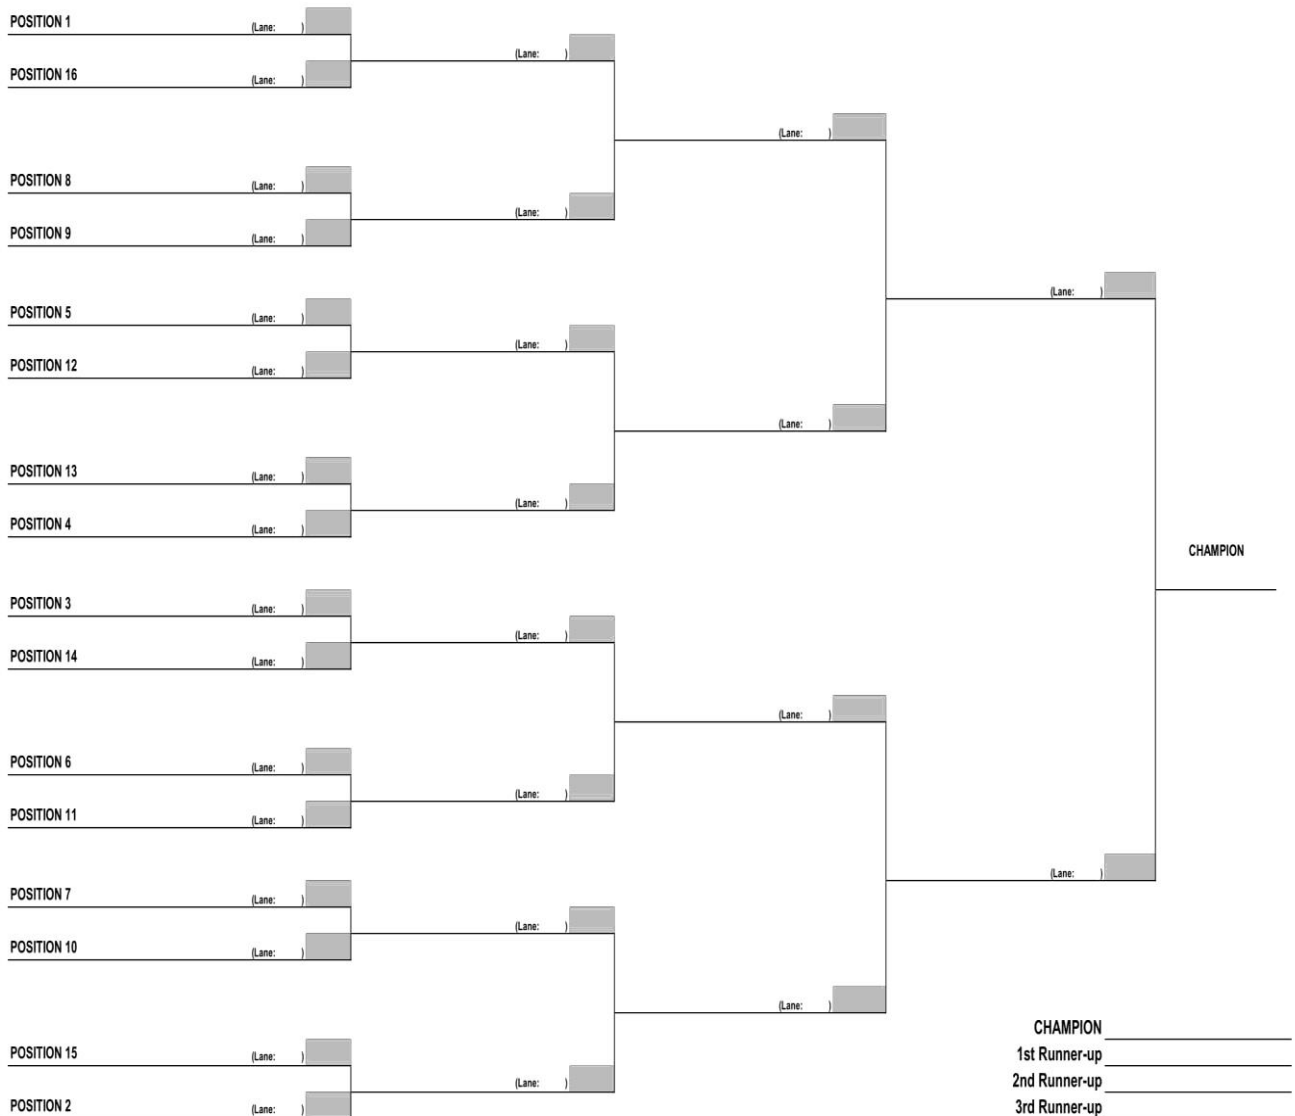 POSITION 1 (Lane: )
(Lane: )
POSITION 16 (Lane: )
(Lane: )
POSITION 8 (Lane: )
(Lane: )
POSITION 9 (Lane: )
(Lane: )
POSITION 5 (Lane: )
(Lane: )
POSITION 12 (Lane: )
(Lane: )
POSITION 13 (Lane: )
(Lane: )
POSITION 4 (Lane: )
CHAMPION
POSITION 3 (Lane: )
(Lane: )
POSITION 14 (Lane: )
(Lane: )
POSITION 6 (Lane: )
(Lane: )
POSITION 11 (Lane: )
(Lane: )
POSITION 7 (Lane: )
(Lane: )
POSITION 10 (Lane: )
(Lane: )
CHAMPION
POSITION 15 (Lane: )
1st Runner-up
2nd Runner-up
(Lane: )
POSITION 2 (Lane: )
3rd Runner-up